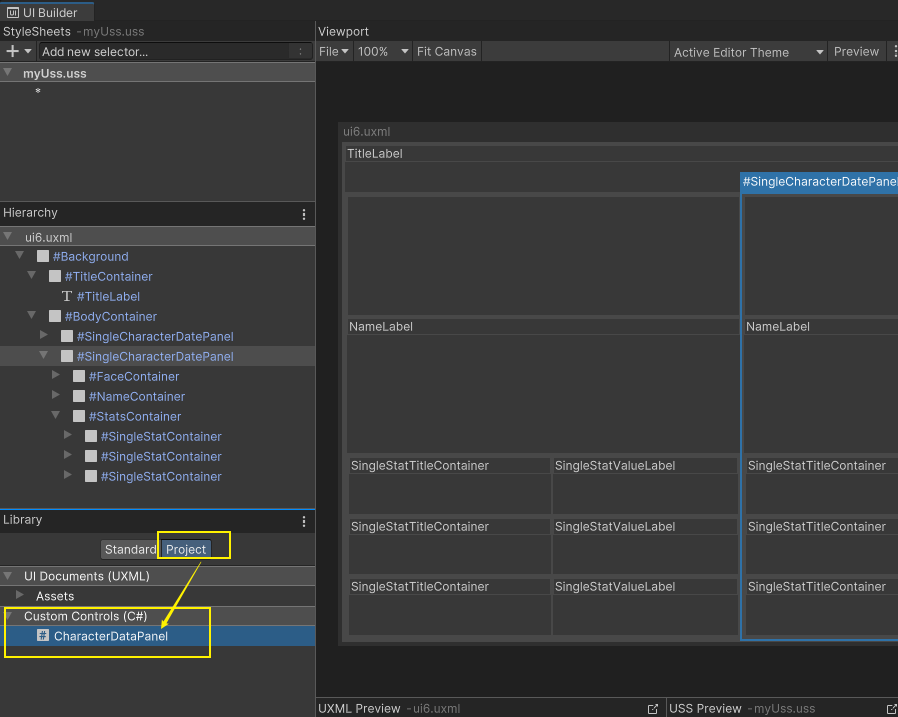 UI Builder
StyleSheets - myUss.uss
Add new selector...
myUss.uss
*
Hierarchy
ui6.uxml
#Background
#TitleContainer
T #TitleLabel
#BodyContainer
#SingleCharacterDatePanel
#SingleCharacterDatePanel
#FaceContainer
#NameContainer
#StatsContainer
#SingleStatContainer
#SingleStatContainer
#SingleStatContainer
Library
Standard Project
UI Documents (UXML)
Assets
Custom Controls (C#)
# CharacterDataPanel
Viewport
File 100% Fit Canvas Active Editor Theme Preview
ui6.uxml
TitleLabel
#SingleCharacterDatePanel
NameLabel NameLabel
SingleStatTitleContainer SingleStatValueLabel SingleStatTitleContainer
SingleStatTitleContainer SingleStatValueLabel SingleStatTitleContainer
SingleStatTitleContainer SingleStatValueLabel SingleStatTitleContainer
UXML Preview - ui6.uxml USS Preview - myUss.uss